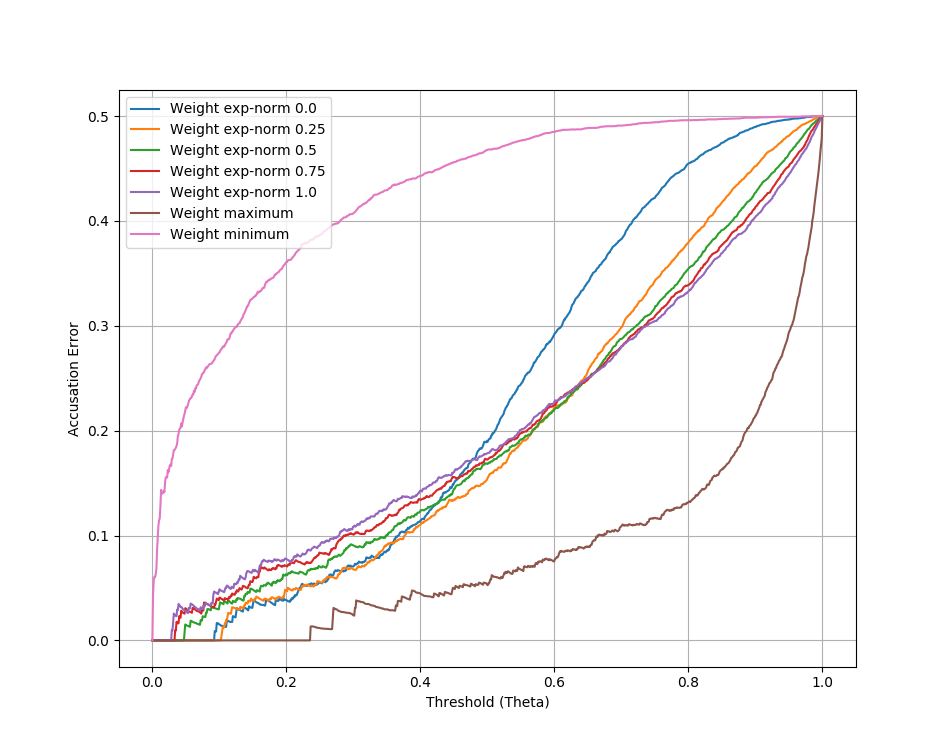 Weight exp-norm 0.0
Weight exp-norm 0.25
Weight exp-norm 0.5
Weight exp-norm 0.75
Weight exp-norm 1.0
Weight maximum
Weight minimum
0.5
0.4
0.3
0.2
0.1
0.0
Accusation Error
0.0 0.2 0.4 0.6 0.8 1.0
Threshold (Theta)